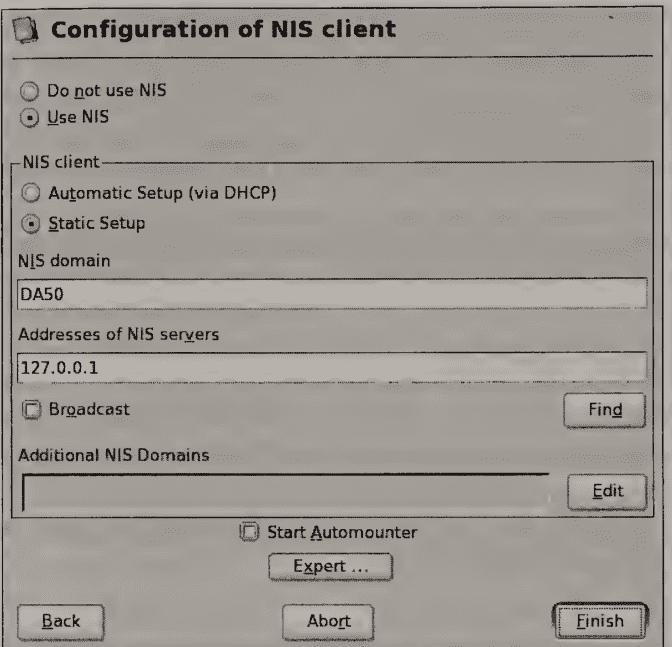 Configuration of NIS client
Do not use NIS
Use NIS
NIS client
Automatic Setup (via DHCP)
Static Setup
NIS domain
DA50
Addresses of NIS servers
127.0.0.1
Broadcast
Find
Additional NIS Domains
Edit
Start Automounter
Expert ...
Back
Abort
Finish